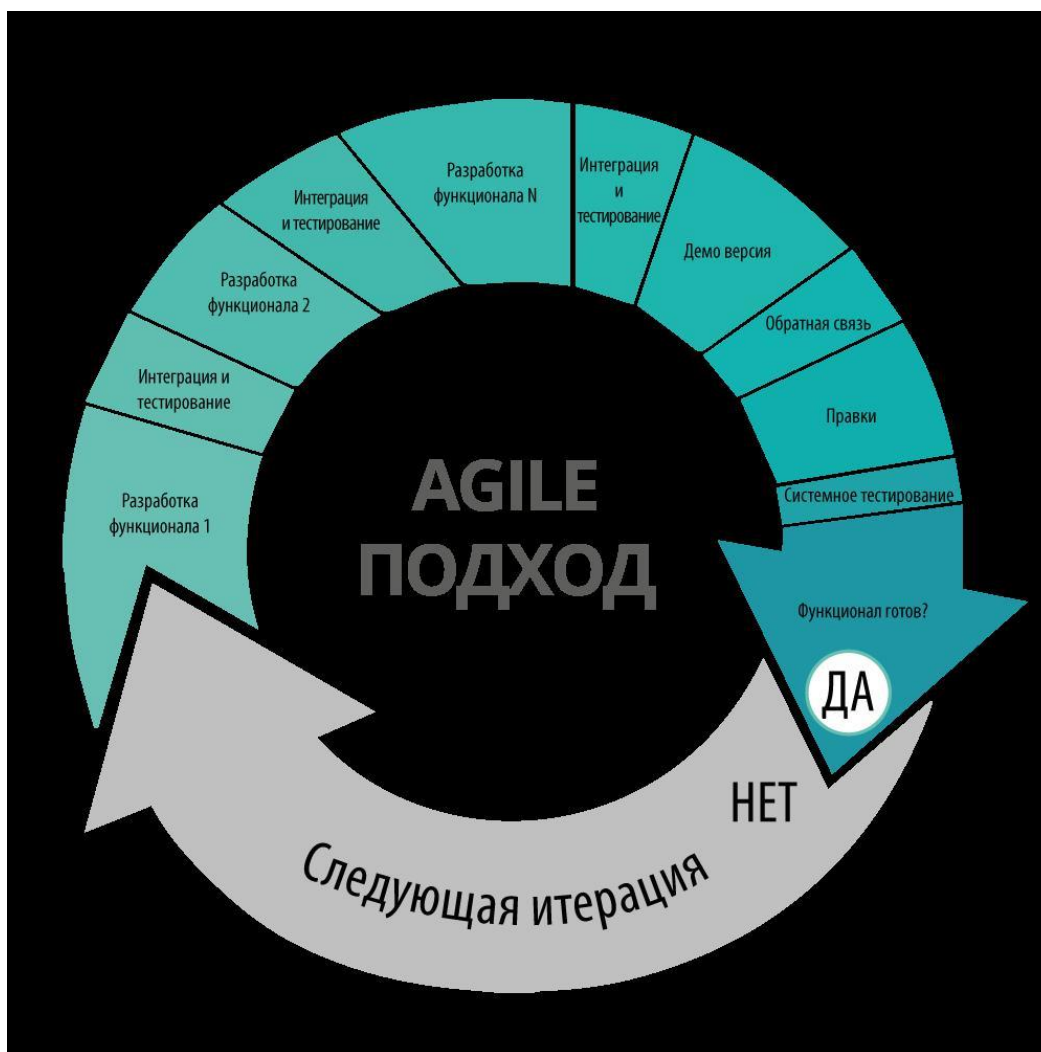 Разработка
функционала 1
Интеграция и
тестирование
Разработка
функционала 2
Интеграция
и тестирование
Разработка
функционала N
Интеграция
и
тестирование
Демо версия
Обратная связь
Правки
Системное тестирование
Функционал готов?
ДА
НЕТ
Следующая итерация
AGILE
ПОДХОД